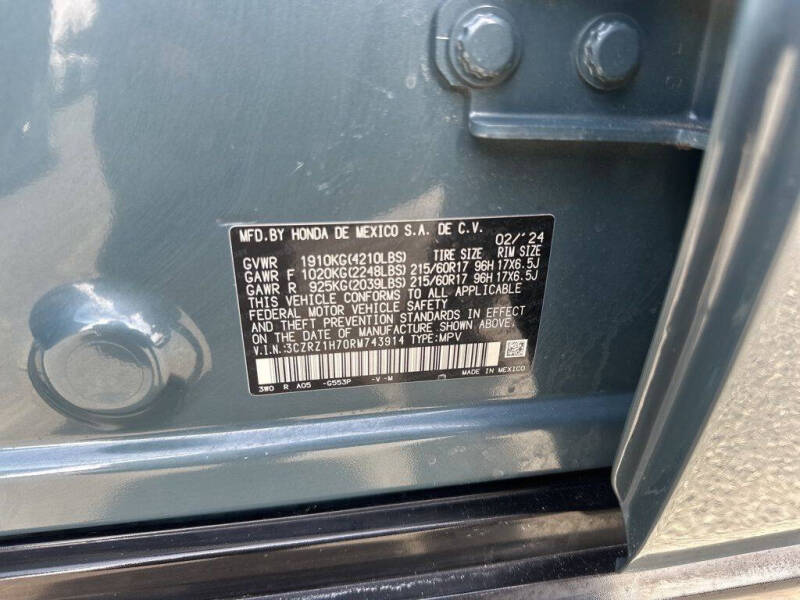 MFD.BY HONDA DE MEXICO S.A. DE C.V.
02/'24
TIRE SIZE RIM SIZE
GVWR 1910KG(4210LBS)
GAWR F 1020KG(2248LBS) 215/60R17 96H 17X6.5J
GAWR R 925KG(2039LBS) 215/60R17 96H 17X6.5J
THIS VEHICLE CONFORMS TO ALL APPLICABLE
FEDERAL MOTOR VEHICLE SAFETY
AND THEFT PREVENTION STANDARDS IN EFFECT
ON THE DATE OF MANUFACTURE SHOWN ABOVE.
V.I.N.:3CZRZ1H70RM743914 TYPE:MPV
3W0 R A05 -G553P -V -M MADE IN MEXICO